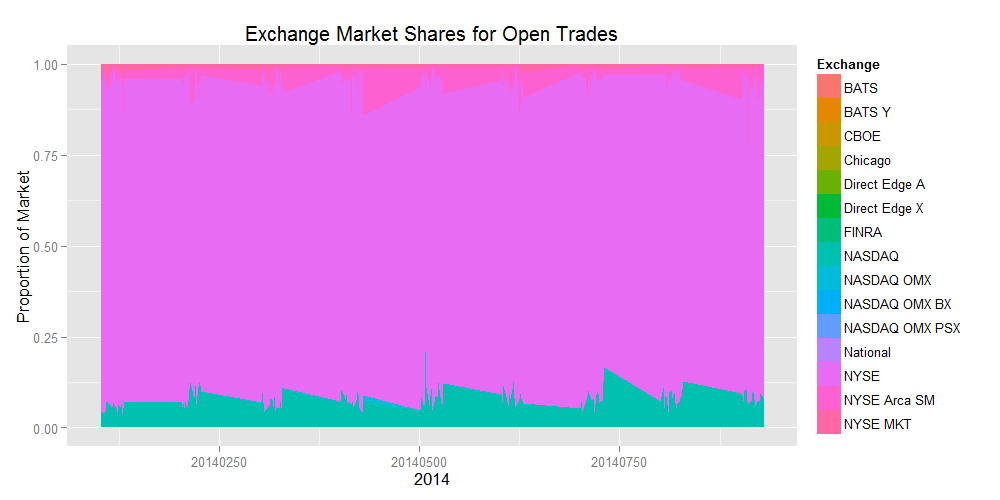 Exchange Market Shares for Open Trades
Proportion of Market
1.00
0.75
0.50
0.25
0.00
20140250
20140500
20140750
2014
Exchange
BATS
BATS Y
CBOE
Chicago
Direct Edge A
Direct Edge X
FINRA
NASDAQ
NASDAQ OMX
NASDAQ OMX BX
NASDAQ OMX PSX
National
NYSE
NYSE Arca SM
NYSE MKT